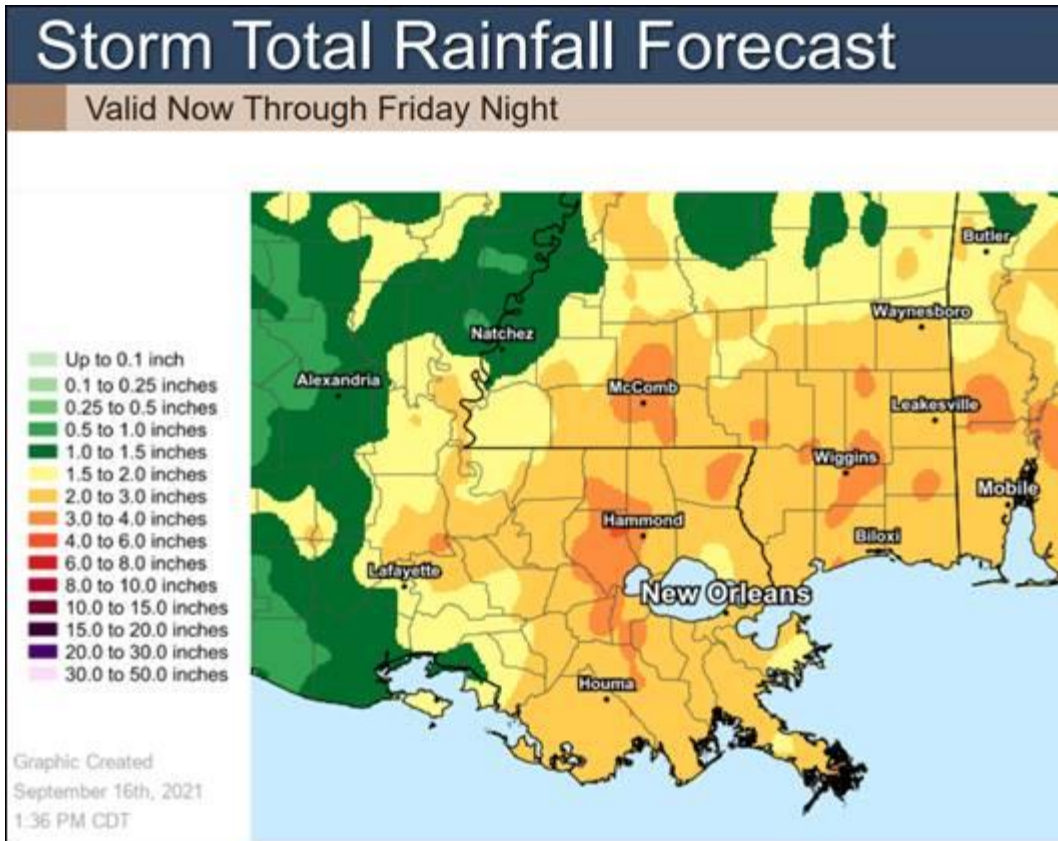 Storm Total Rainfall Forecast
Valid Now Through Friday Night
Butler
Waynesboro
Natchez
Alexandria
McComb
Leakesville
Wiggins
Mobile
Hammond
Biloxi
Lafayette
New Orleans
Houma
Up to 0.1 inch
0.1 to 0.25 inches
0.25 to 0.5 inches
0.5 to 1.0 inches
1.0 to 1.5 inches
1.5 to 2.0 inches
2.0 to 3.0 inches
3.0 to 4.0 inches
4.0 to 6.0 inches
6.0 to 8.0 inches
8.0 to 10.0 inches
10.0 to 15.0 inches
15.0 to 20.0 inches
20.0 to 30.0 inches
30.0 to 50.0 inches
Graphic Created
September 16th, 2021
1:36 PM CDT